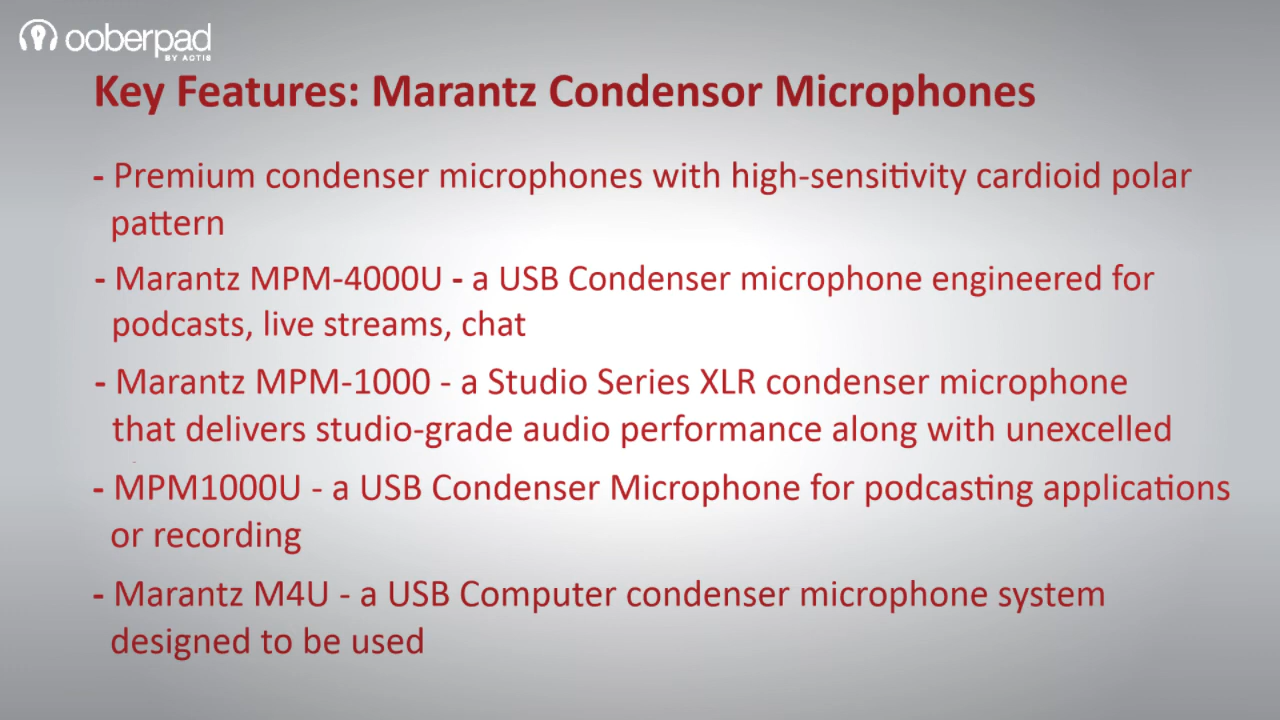 ooberpad
BY ACTIS
Key Features: Marantz Condensor Microphones
- Premium condenser microphones with high-sensitivity cardioid polar
pattern
- Marantz MPM-4000U - a USB Condenser microphone engineered for
podcasts, live streams, chat
- Marantz MPM-1000 - a Studio Series XLR condenser microphone
that delivers studio-grade audio performance along with unexcelled
- MPM1000U - a USB Condenser Microphone for podcasting applications
or recording
- Marantz M4U - a USB Computer condenser microphone system
designed to be used